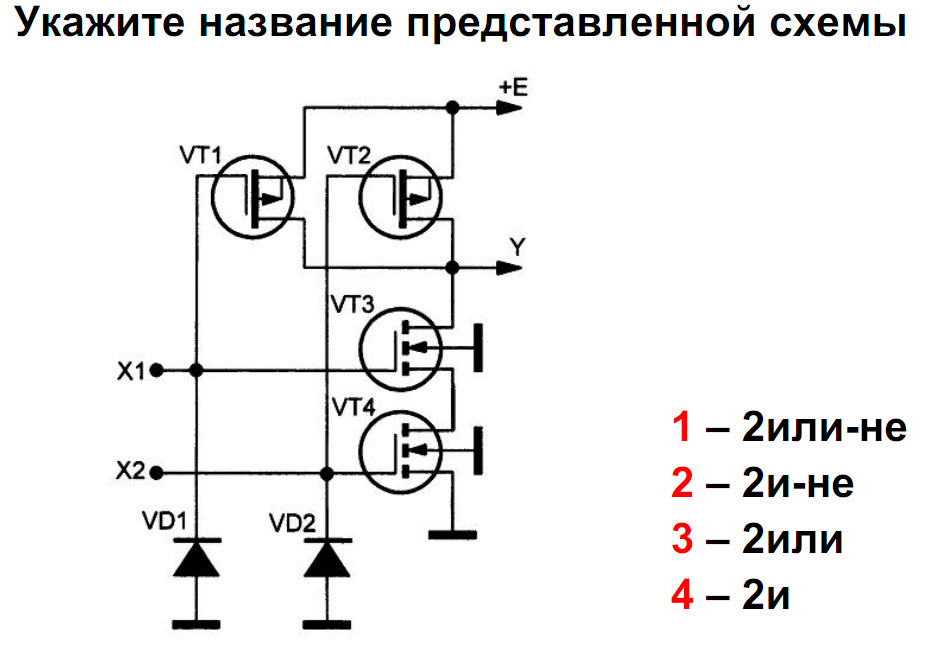 Укажите название представленной схемы
+E
VT1
VT2
Y
VT3
X1
VT4
X2
VD1
VD2
1 – 2или-не
2 – 2и-не
3 – 2или
4 – 2и